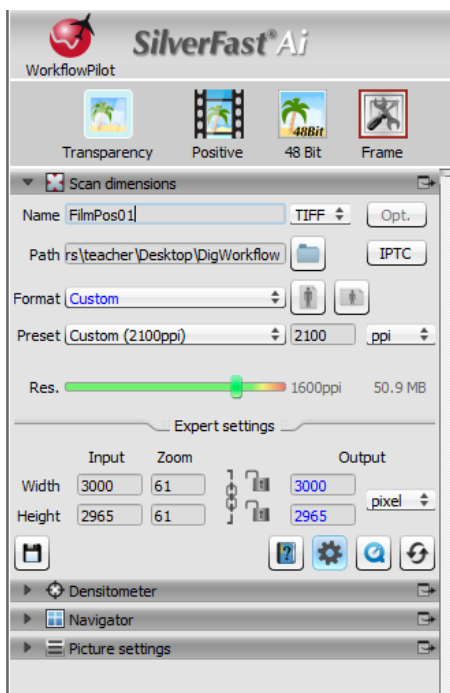 SilverFast®Ai
WorkflowPilot
48Bit
Transparency Positive 48 Bit Frame
Scan dimensions
Name FilmPos01 TIFF Opt.
Path rs\teacher\Desktop\DigWorkflow IPTC
Format Custom
Preset Custom (2100ppi) 2100 ppi
Res. 1600ppi 50.9 MB
Expert settings
Input Zoom Output
Width 3000 61 3000 pixel
Height 2965 61 2965
?
Densitometer
Navigator
Picture settings